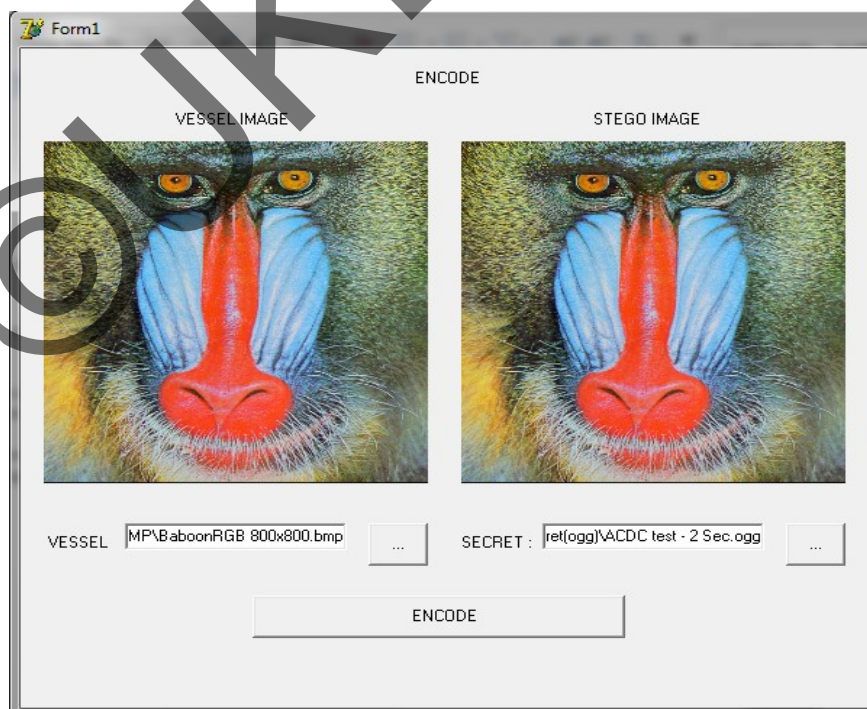 Form1
ENCODE
VESSEL IMAGE
STEGO IMAGE
VESSEL
MP\BaboonRGB 800x800.bmp
...
SECRET :
ret(ogg)\ACDC test - 2 Sec.ogg
...
ENCODE